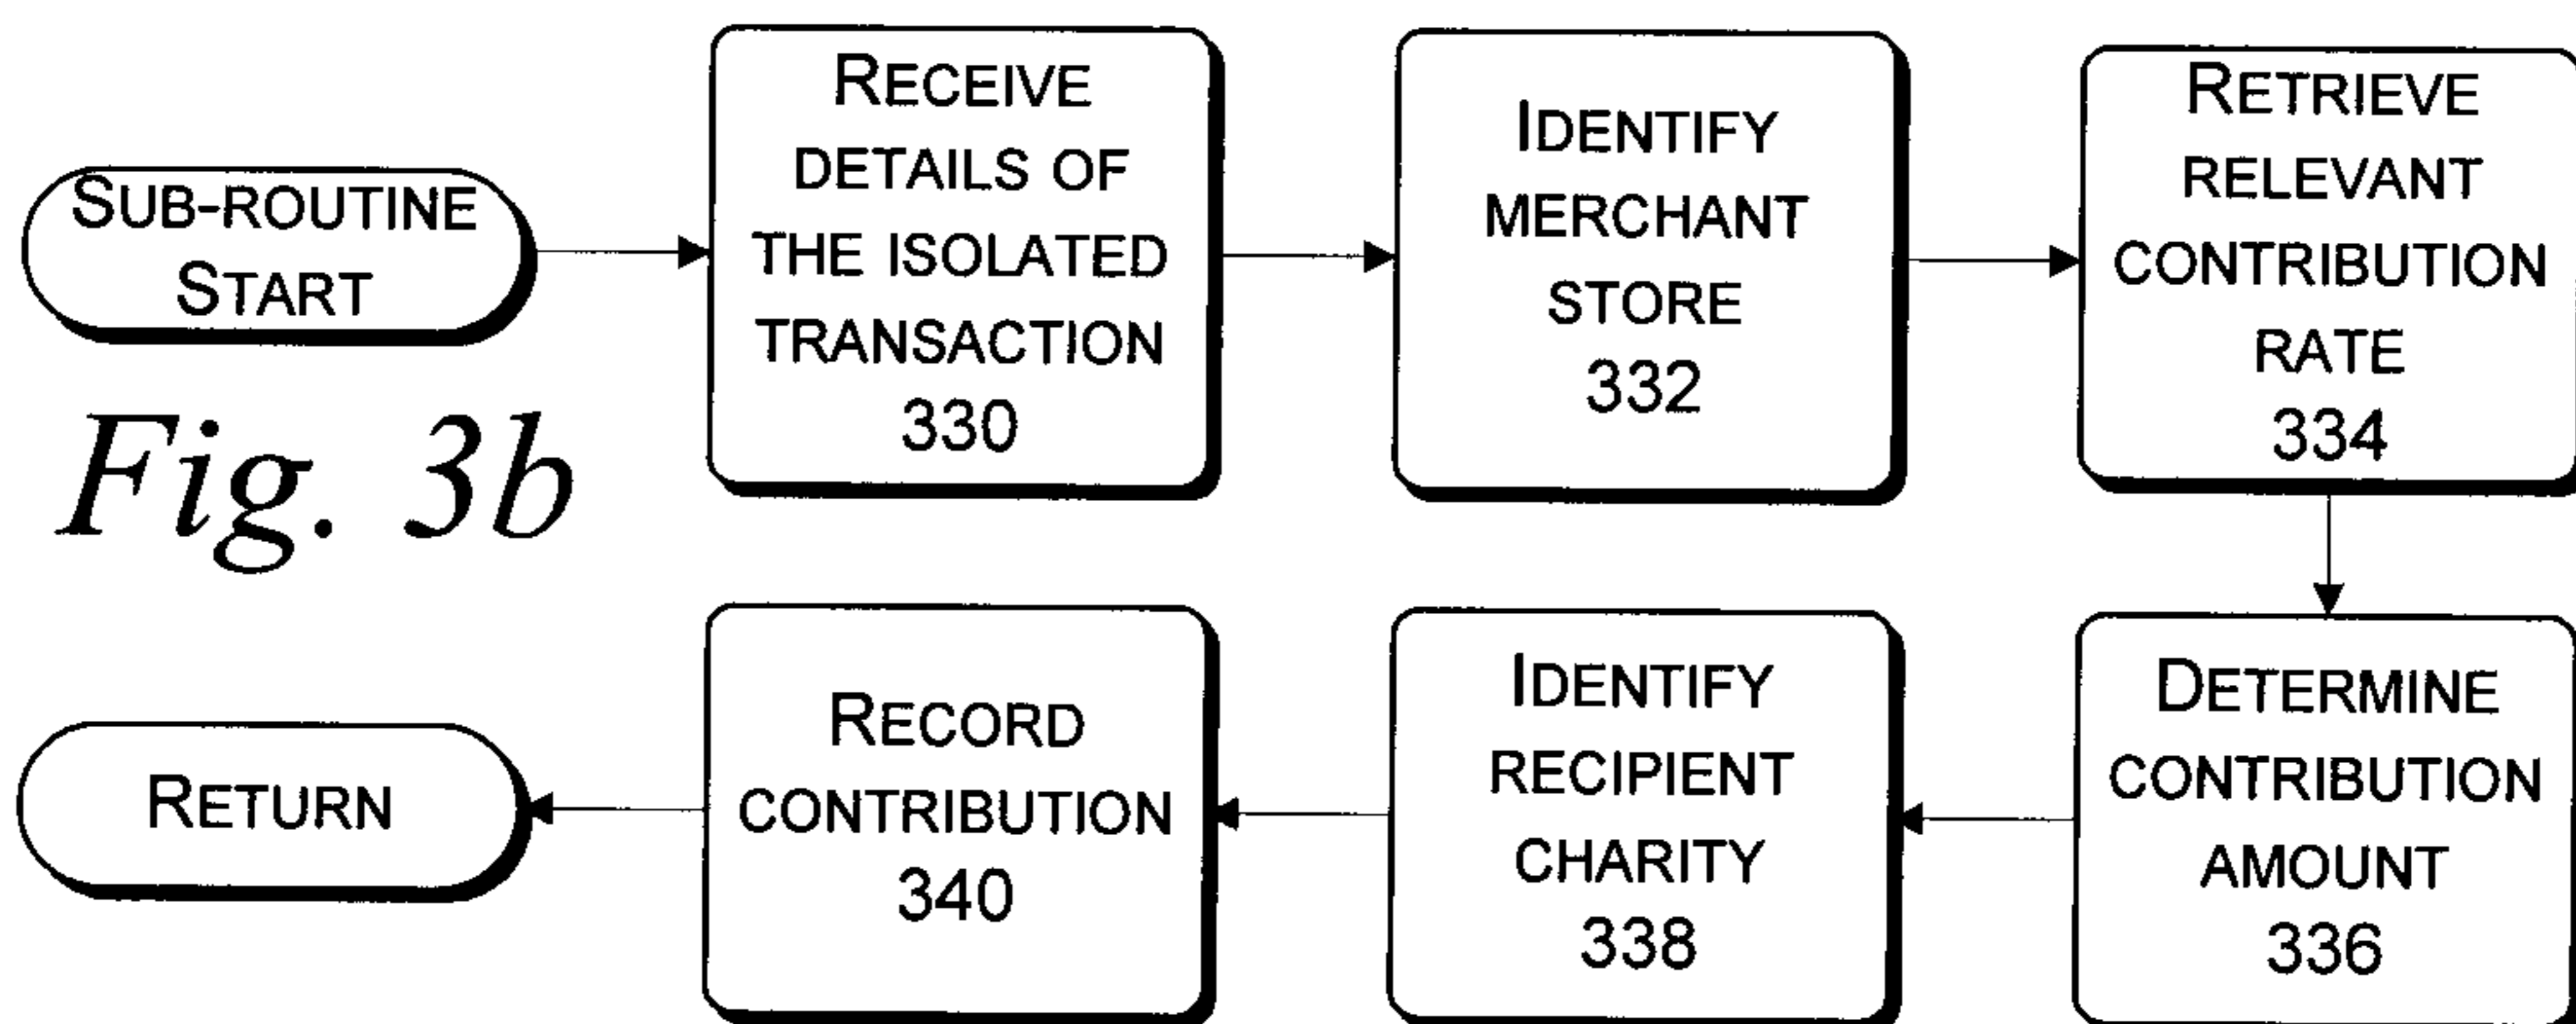 SUB-ROUTINE
START
RECEIVE
DETAILS OF
THE ISOLATED
TRANSACTION
330
IDENTIFY
MERCHANT
STORE
332
RETRIEVE
RELEVANT
CONTRIBUTION
RATE
334
Fig. 3b
DETERMINE
CONTRIBUTION
AMOUNT
336
IDENTIFY
RECIPIENT
CHARITY
338
RECORD
CONTRIBUTION
340
RETURN